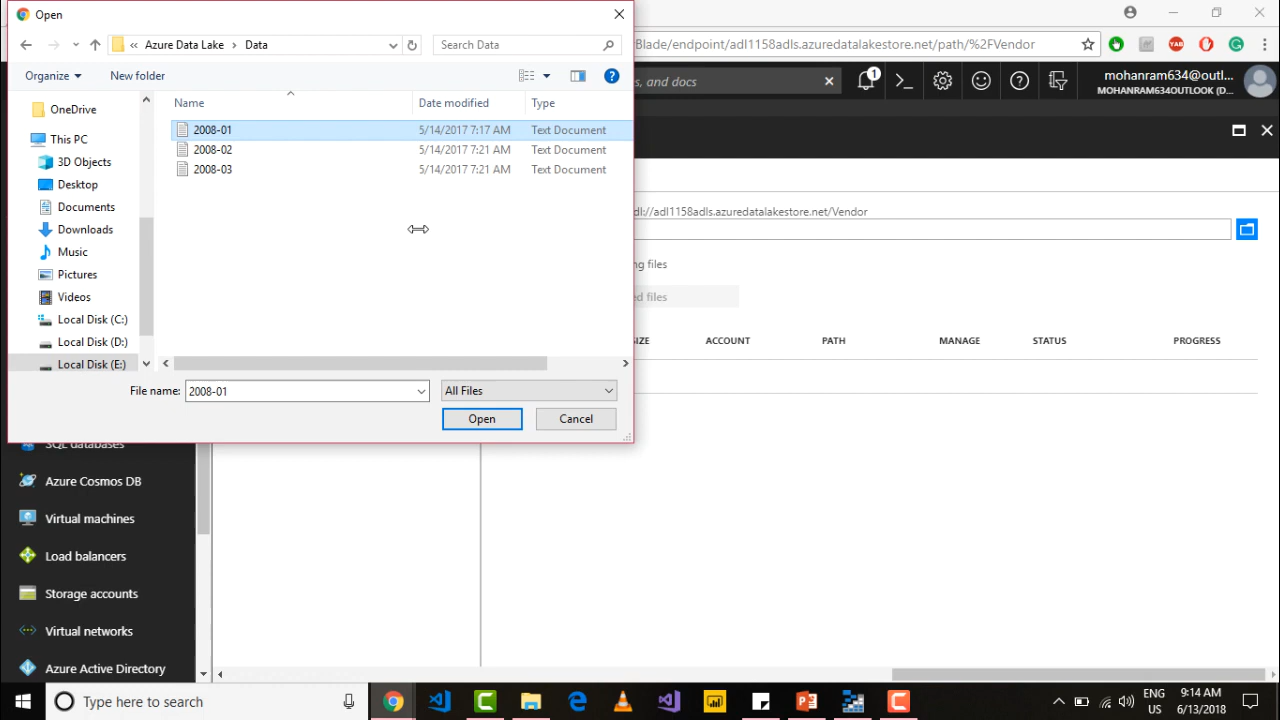 Open
« Azure Data Lake > Data
Search Data
Organize
New folder
Name
Date modified
Type
OneDrive
This PC
3D Objects
Desktop
Documents
Downloads
Music
Pictures
Videos
Local Disk (C:)
Local Disk (D:)
Local Disk (E:)
2008-01 5/14/2017 7:17 AM Text Document
2008-02 5/14/2017 7:21 AM Text Document
2008-03 5/14/2017 7:21 AM Text Document
File name: 2008-01
All Files
Open
Cancel
Blade/endpoint/adl1158adls.azuredatalakestore.net/path/%2FVendor
YAB
s, and docs
1
mohanram634@outl...
MOHANRAM634OUTLOOK (D...
dl://adl1158adls.azuredatalakestore.net/Vendor
ng files
ed files
SIZE ACCOUNT PATH MANAGE STATUS PROGRESS
SQL databases
Azure Cosmos DB
Virtual machines
Load balancers
Storage accounts
Virtual networks
Azure Active Directory
Type here to search
ENG
US
9:14 AM
6/13/2018